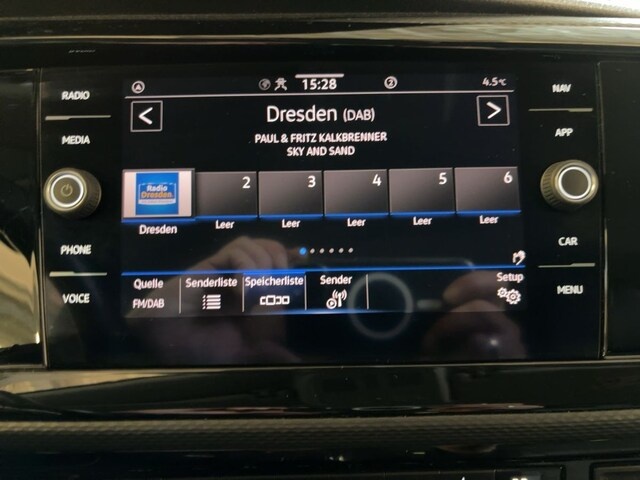 RADIO
MEDIA
PHONE
VOICE
15:28
2
4.5°C
<
Dresden (DAB)
>
PAUL & FRITZ KALKBRENNER
SKY AND SAND
Radio
Dresden
2
3
4
5
6
Dresden
Leer
Leer
Leer
Leer
Leer
Quelle
FM/DAB
Senderliste
Speicherliste
Sender
Setup
NAV
APP
CAR
MENU